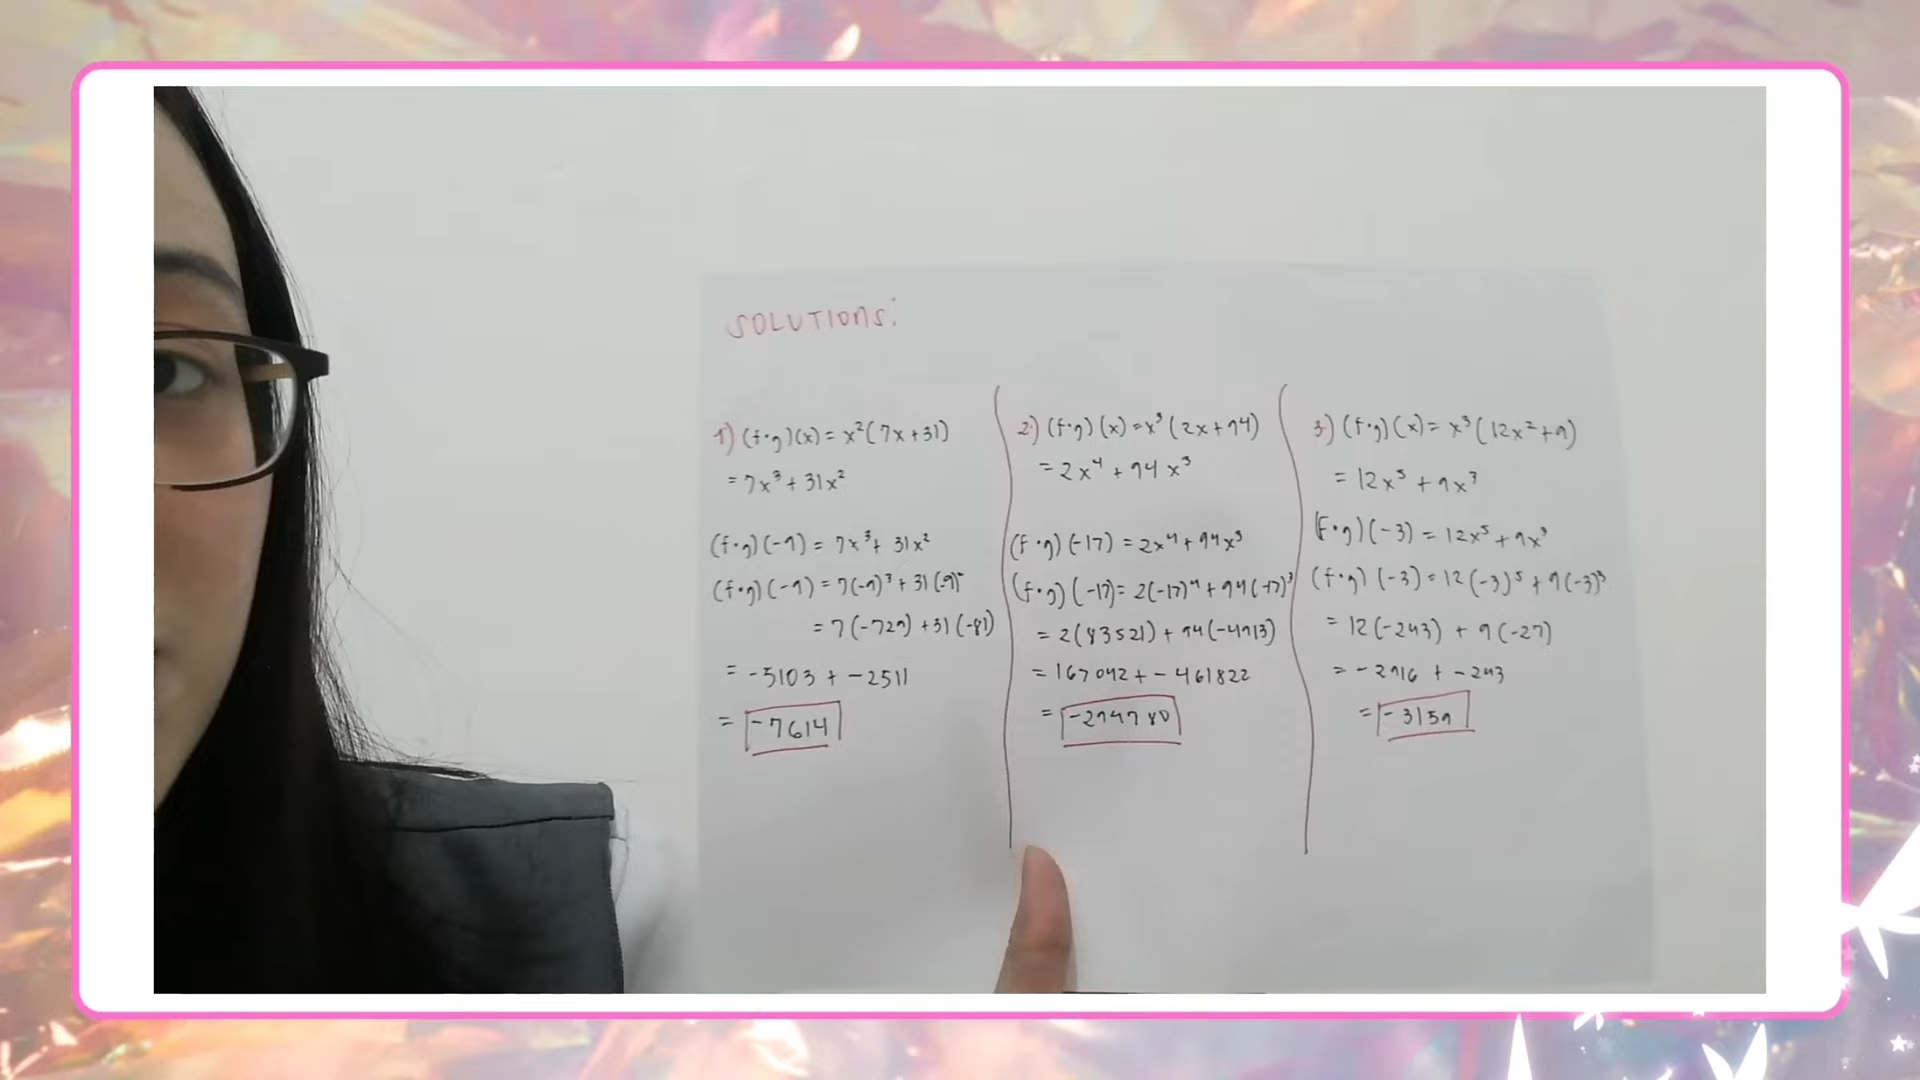 SOLUTIONS:
1) (f·g)(x) = x²(7x+31)
= 7x³ + 31x²
(f·g)(-9) = 7x³ + 31x²
(f·g)(-9) = 7(-9)³ + 31(-9)²
= 7(-729) + 31(-81)
= -5103 + -2511
= -7614
2) (f·g)(x) = x³(2x+94)
= 2x⁴ + 94x³
(f·g)(-17) = 2x⁴ + 94x³
(f·g)(-17) = 2(-17)⁴ + 94(-17)³
= 2(83521) + 94(-4913)
= 167042 + -461822
= -294780
3) (f·g)(x) = x³(12x²+9)
= 12x⁵ + 9x³
(f·g)(-3) = 12x⁵ + 9x³
(f·g)(-3) = 12(-3)⁵ + 9(-3)³
= 12(-243) + 9(-27)
= -2916 + -243
= -3159